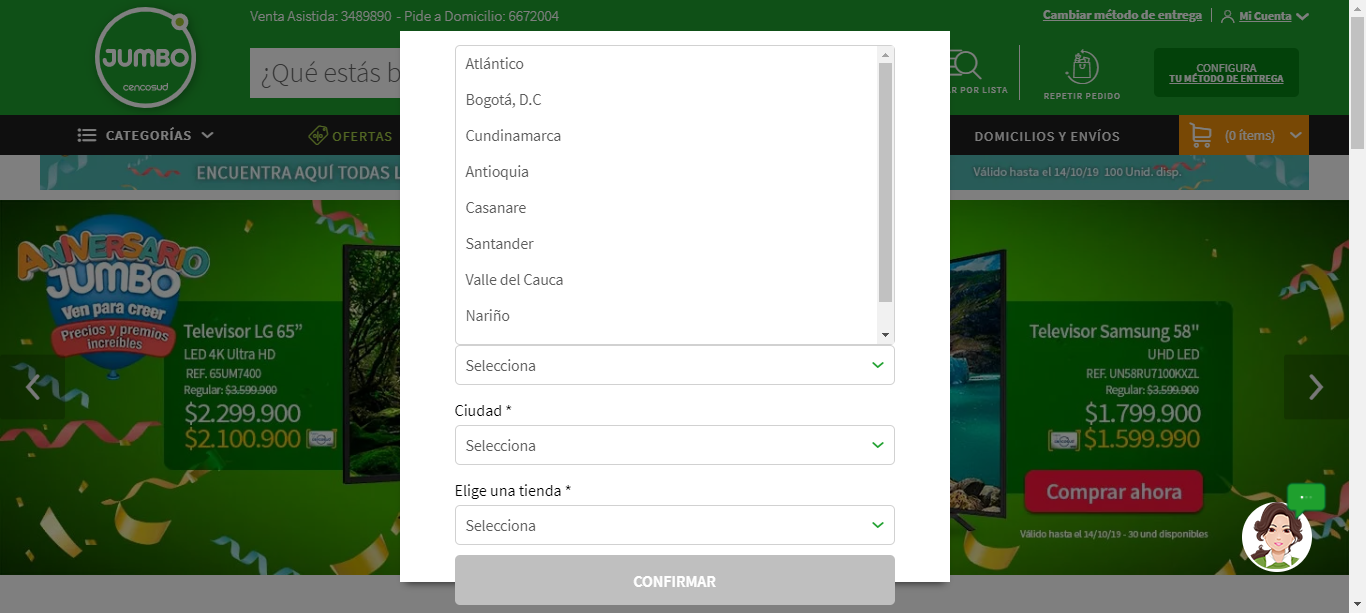 Venta Asistida: 3489890 - Pide a Domicilio: 6672004
Cambiar método de entrega
Mi Cuenta
JUMBO
cencosud
¿Qué estás b
R POR LISTA
REPETIR PEDIDO
CONFIGURA
TU MÉTODO DE ENTREGA
CATEGORÍAS
OFERTAS
DOMICILIOS Y ENVÍOS
(0 ítems)
ENCUENTRA AQUÍ TODAS L
Válido hasta el 14/10/19 100 Unid. disp.
Atlántico
Bogotá, D.C
Cundinamarca
Antioquia
Casanare
Santander
Valle del Cauca
Nariño
Selecciona
Ciudad *
Selecciona
Elige una tienda *
Selecciona
CONFIRMAR
ANIVERSARIO
JUMBO
Ven para creer
Precios y premios
increíbles
Televisor LG 65”
LED 4K Ultra HD
REF. 65UM7400
Regular: $3.599.900
$2.299.900
$2.100.900
Televisor Samsung 58"
UHD LED
REF. UN58RU7100KXZL
Regular: $3.599.900
$1.799.900
$1.599.990
Comprar ahora
Válido hasta el 14/10/19 - 30 und disponibles